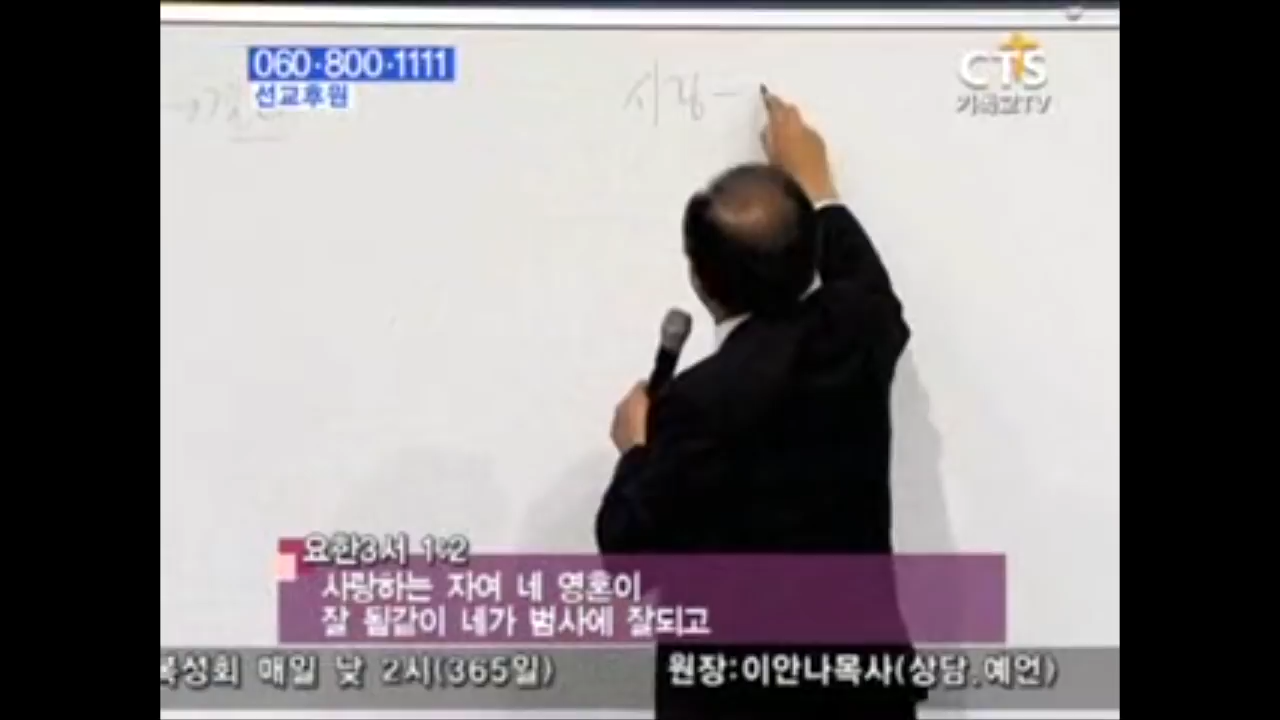 060·800·1111
선교후원
CTS
기독교TV
요한3서 1:2
사랑하는 자여 네 영혼이
잘 됨같이 네가 범사에 잘되고
복성회 매일 낮 2시(365일) 원장:이안나목사(상담,예언)